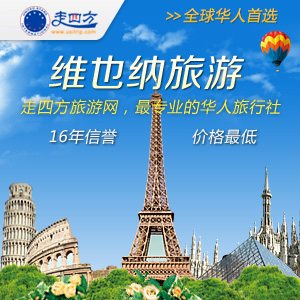 走四方
www.usitrip.com
>>全球华人首选
维也纳旅游
走四方旅游网，最专业的华人旅行社
16年信誉 价格最低